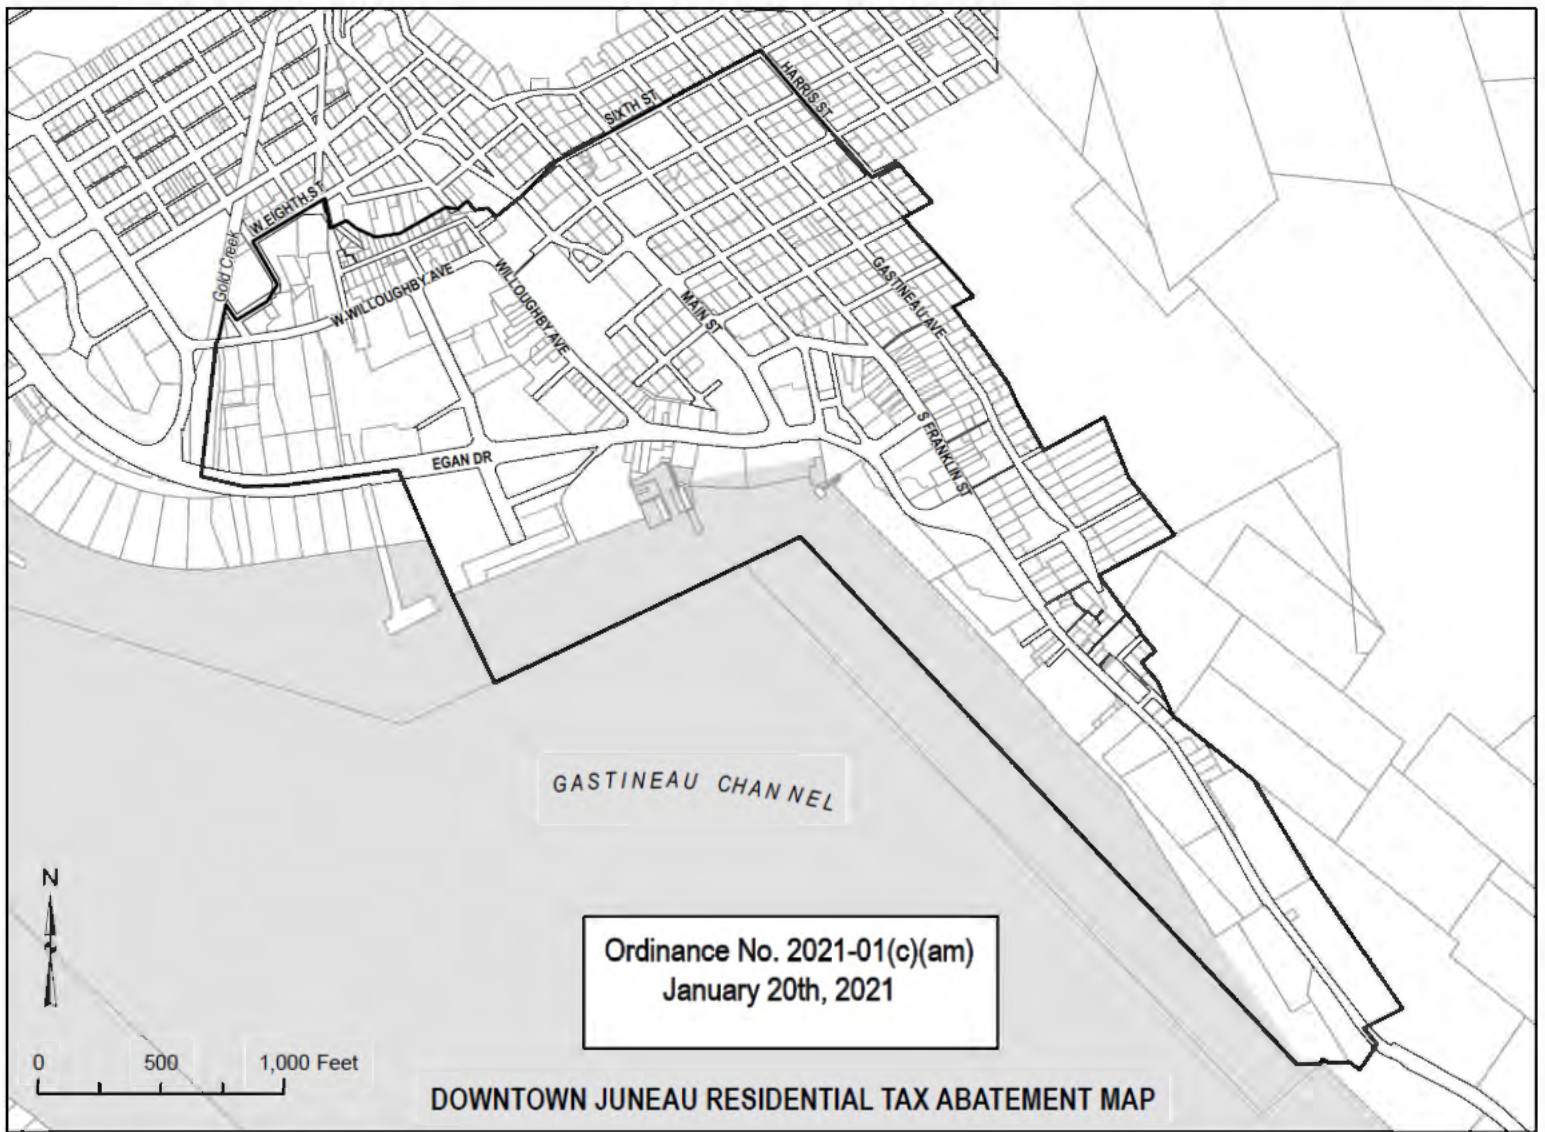 SIXTH ST
HARRIS ST
W EIGHTH ST
Gold Creek
W WILLOUGHBY AVE
WILLOUGHBY AVE
MAIN ST
GASTINEAU AVE
S FRANKLIN ST
EGAN DR
GASTINEAU CHANNEL
N
Ordinance No. 2021-01(c)(am)
January 20th, 2021
0 500 1,000 Feet
DOWNTOWN JUNEAU RESIDENTIAL TAX ABATEMENT MAP